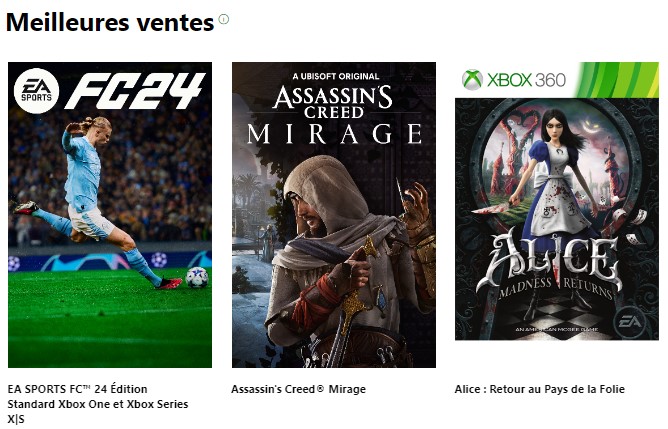 Meilleures ventes
EA
SPORTS
FC24
A UBISOFT ORIGINAL
ASSASSIN'S
CREED
MIRAGE
XBOX 360
ALICE
MADNESS RETURNS
AN AMERICAN MCGEE GAME
EA
EA SPORTS FC™ 24 Édition
Standard Xbox One et Xbox Series
X|S
Assassin's Creed® Mirage
Alice : Retour au Pays de la Folie